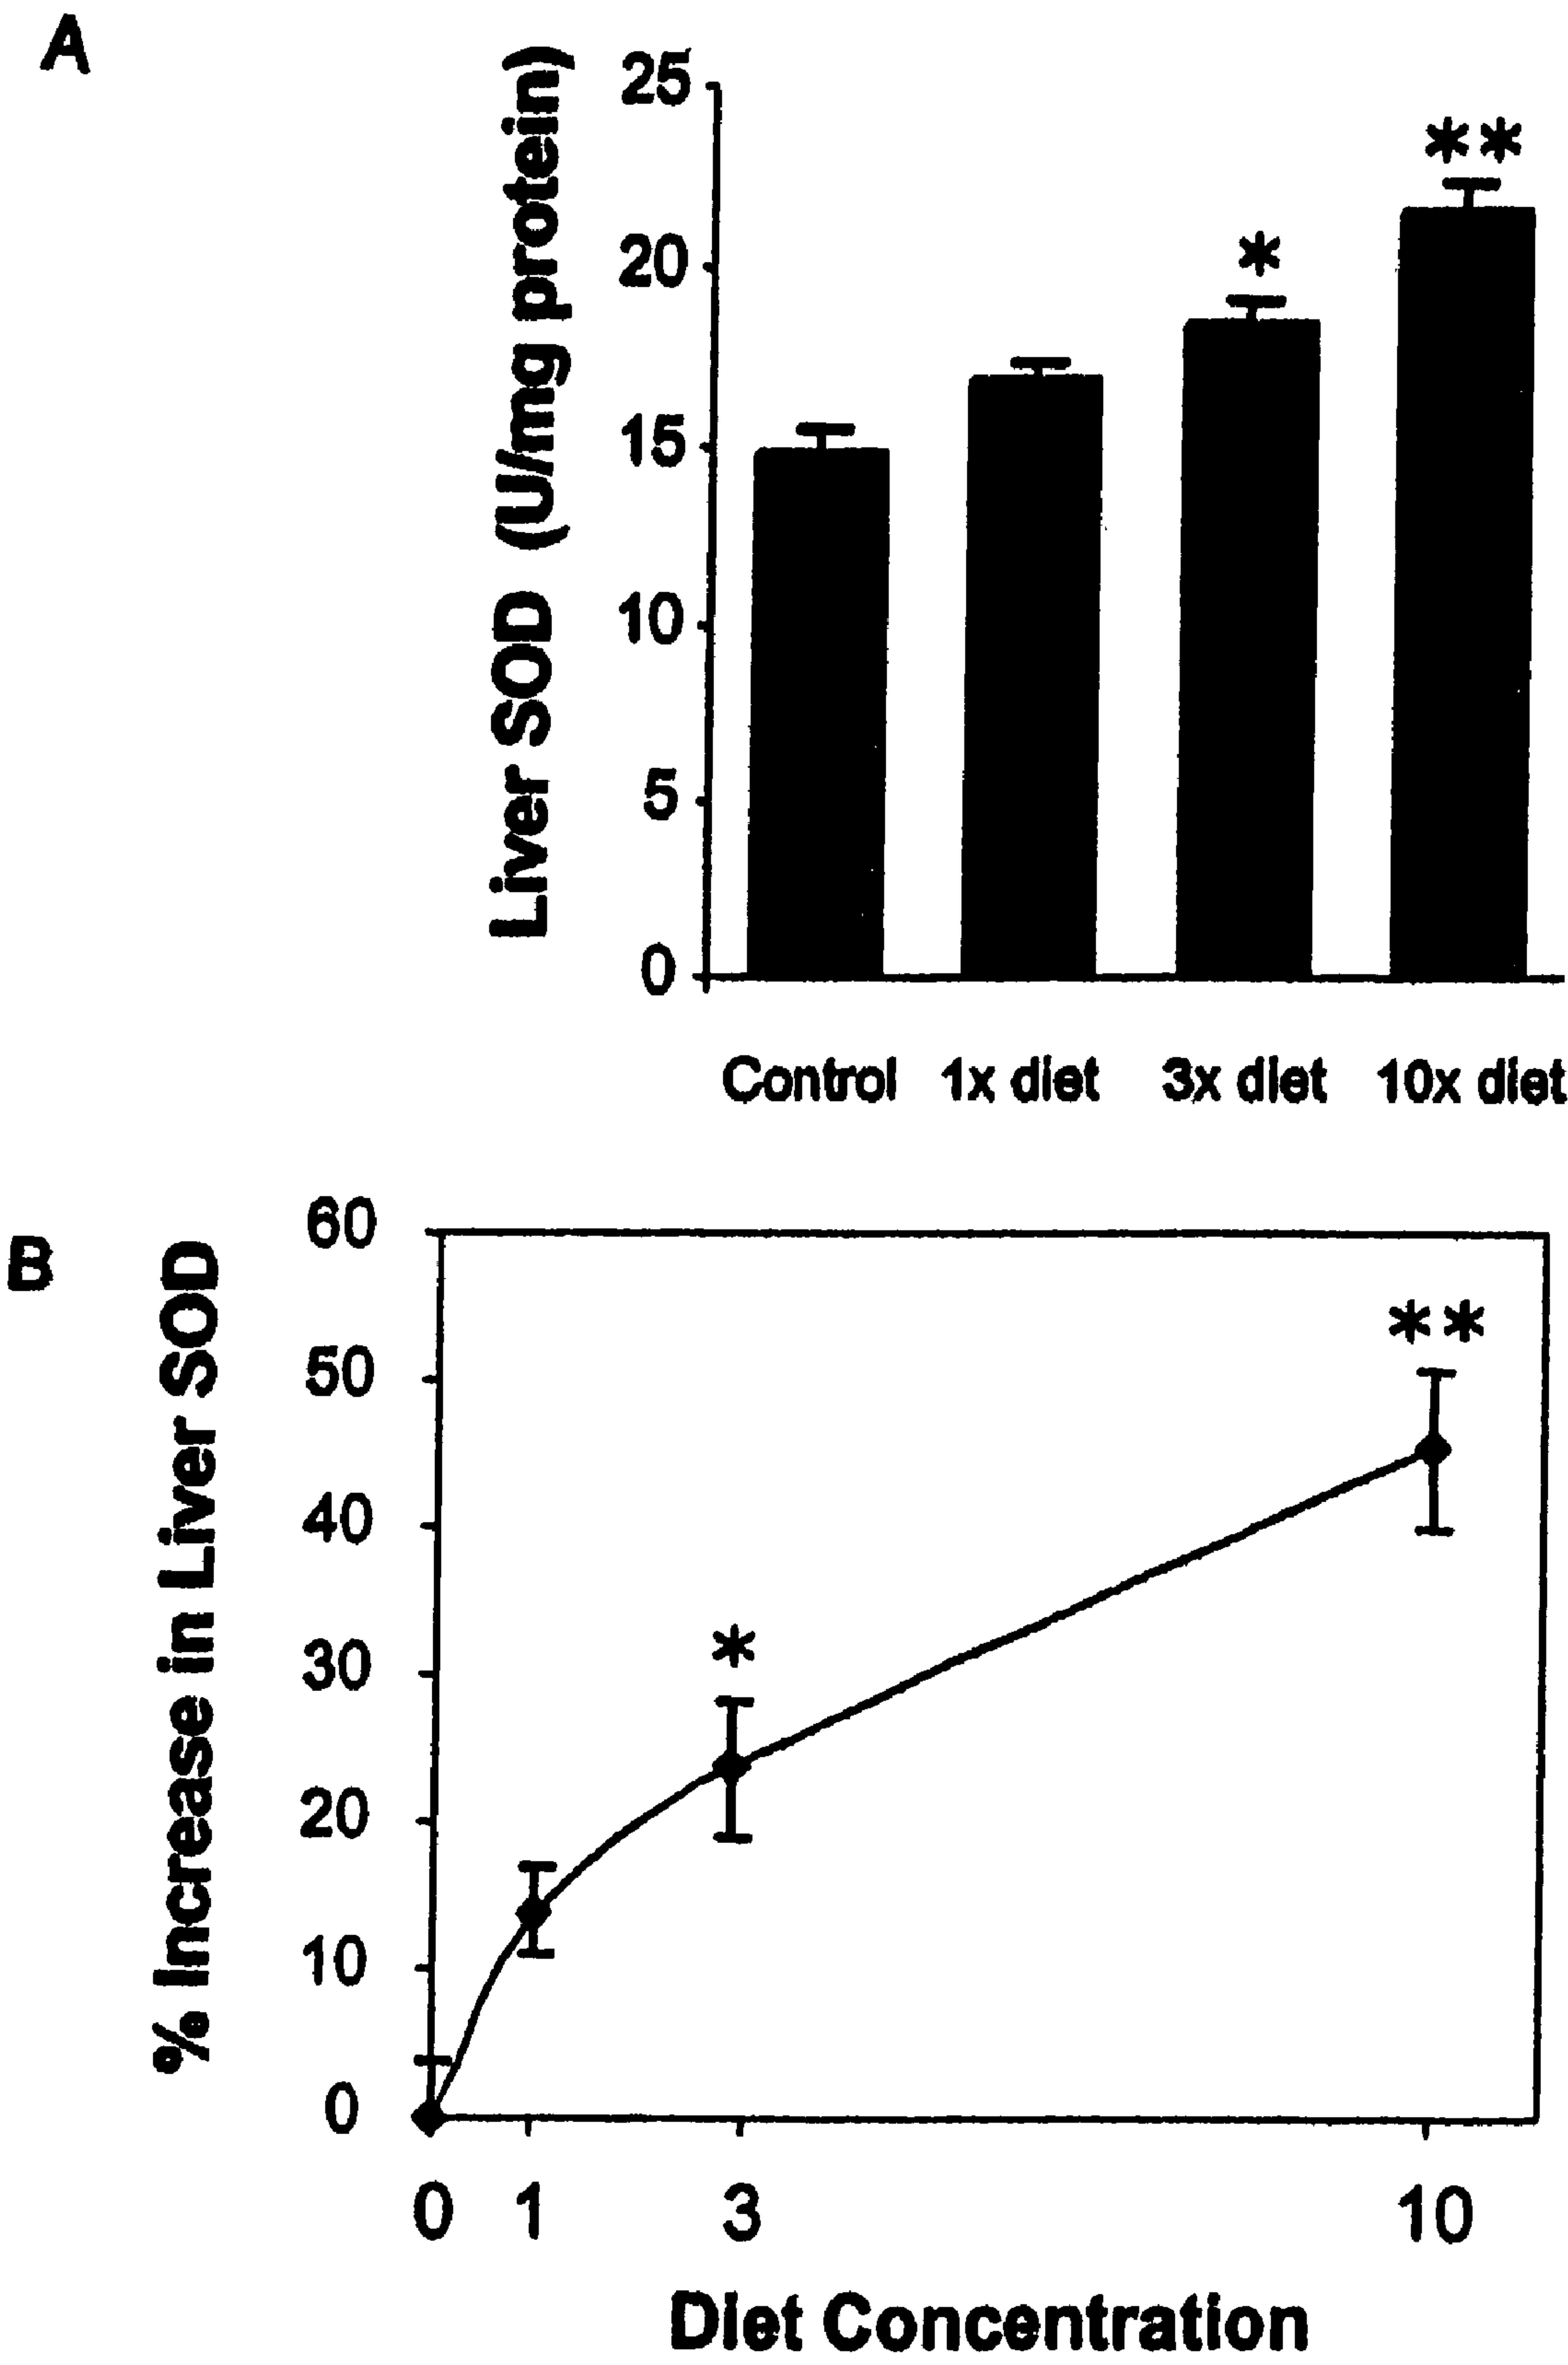 A
Liver SOD (U/mg protein)
25
20
15
10
5
0
*
**
Control 1x diet 3x diet 10x diet
B
% Increase in Liver SOD
60
50
40
30
20
10
0
*
**
0 1 3 10
Diet Concentration